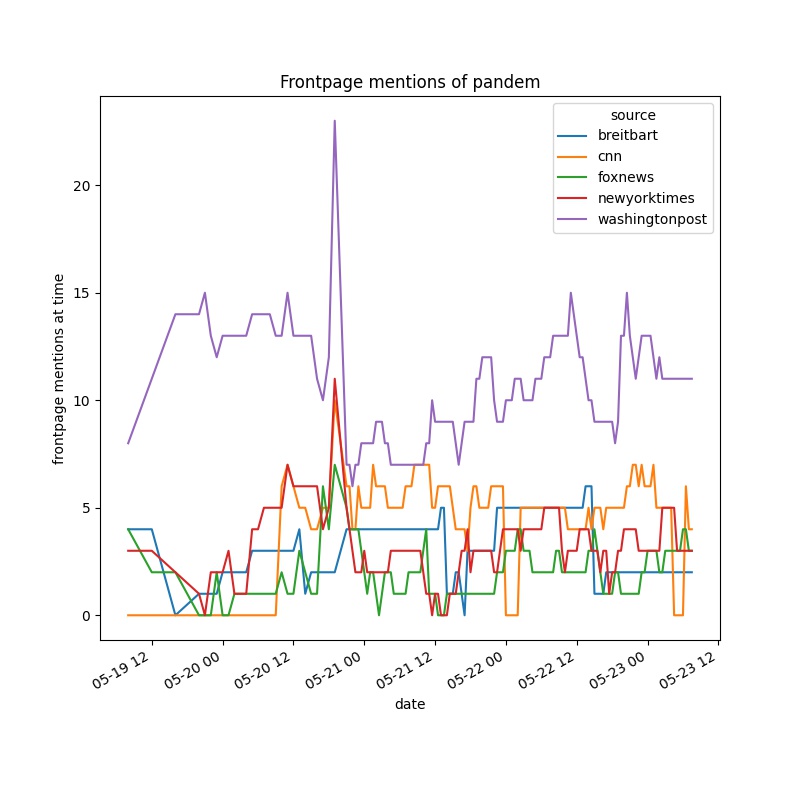 Frontpage mentions of pandem
source
breitbart
cnn
foxnews
newyorktimes
washingtonpost
frontpage mentions at time
20
15
10
5
0
05-19 12
05-20 00
05-20 12
05-21 00
05-21 12
05-22 00
05-22 12
05-23 00
05-23 12
date